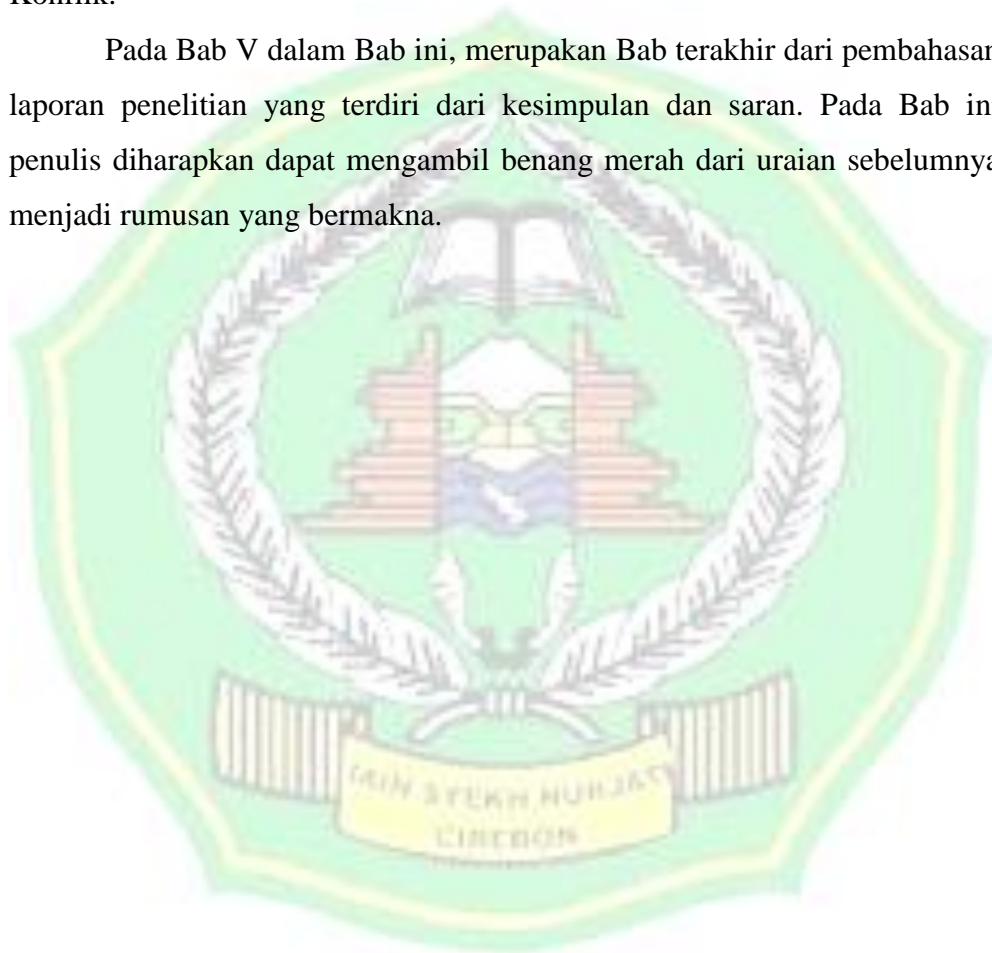 Konflik.
Pada Bab V dalam Bab ini, merupakan Bab terakhir dari pembahasan
laporan penelitian yang terdiri dari kesimpulan dan saran. Pada Bab ini
penulis diharapkan dapat mengambil benang merah dari uraian sebelumnya
menjadi rumusan yang bermakna.
IAIN SYEKH NURJATI
CIREBON